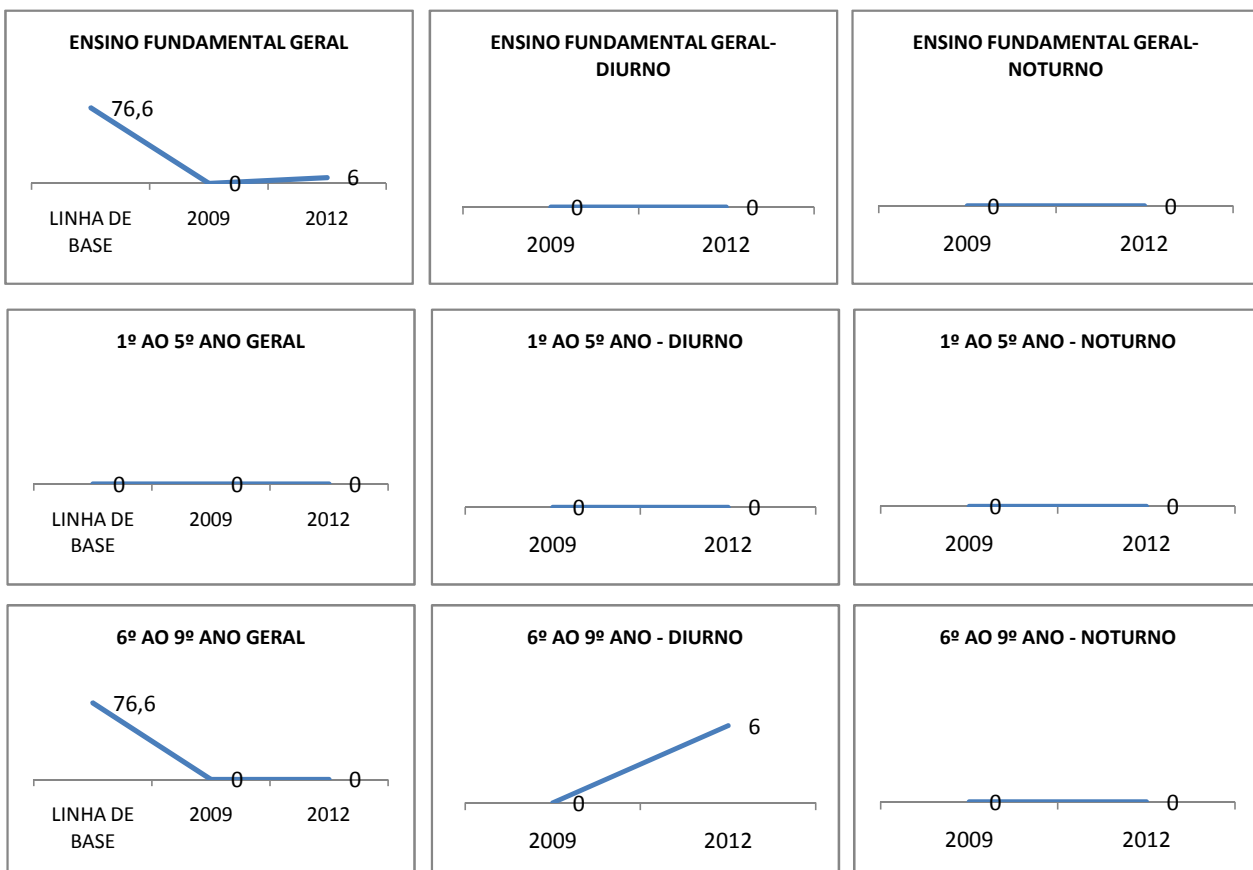 ENSINO FUNDAMENTAL GERAL
76,6
0
6
LINHA DE
BASE
2009
2012
ENSINO FUNDAMENTAL GERAL-
DIURNO
0
0
2009
2012
ENSINO FUNDAMENTAL GERAL-
NOTURNO
0
0
2009
2012
1º AO 5º ANO GERAL
0
0
0
LINHA DE
BASE
2009
2012
1º AO 5º ANO - DIURNO
0
0
2009
2012
1º AO 5º ANO - NOTURNO
0
0
2009
2012
6º AO 9º ANO GERAL
76,6
0
0
LINHA DE
BASE
2009
2012
6º AO 9º ANO - DIURNO
0
6
2009
2012
6º AO 9º ANO - NOTURNO
0
0
2009
2012